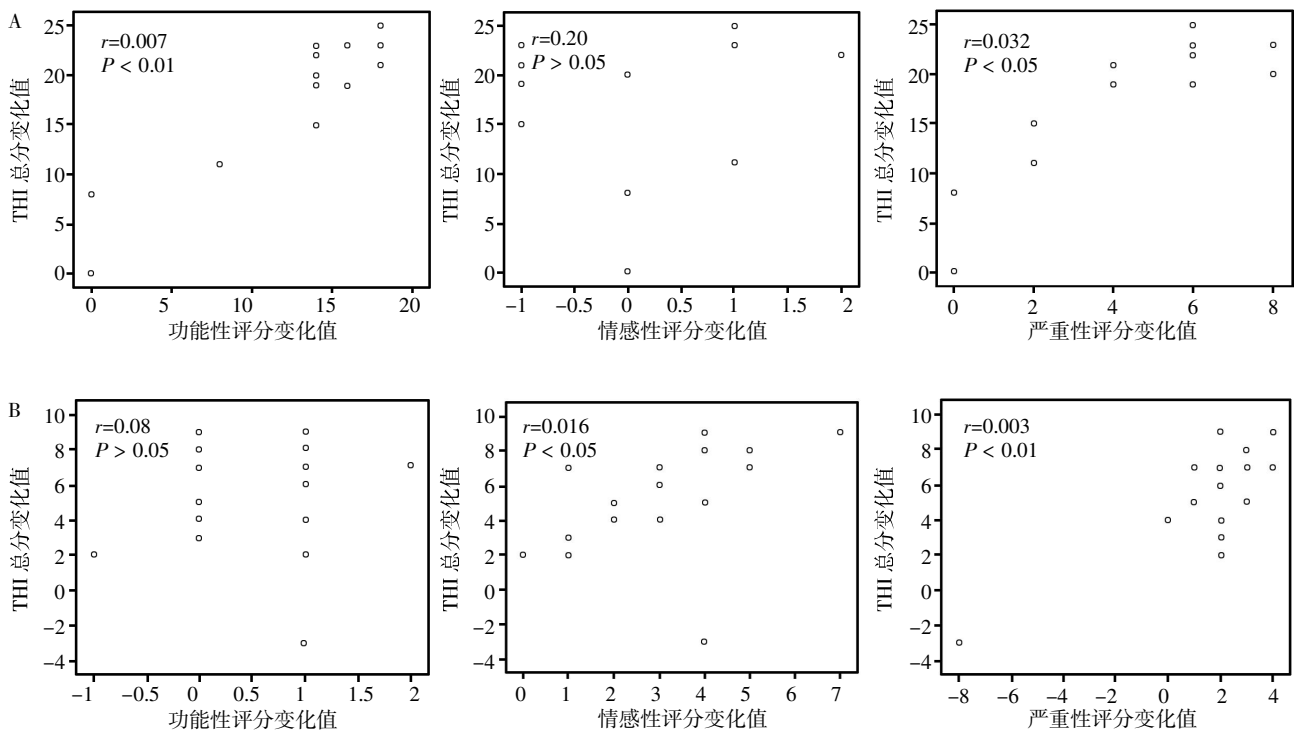 A
r=0.007
P < 0.01
THI 总分变化值
25
20
15
10
5
0
0 5 10 15 20
功能性评分变化值
r=0.20
P > 0.05
THI 总分变化值
25
20
15
10
5
0
−1 −0.5 0 0.5 1 1.5 2
情感性评分变化值
r=0.032
P < 0.05
THI 总分变化值
25
20
15
10
5
0
0 2 4 6 8
严重性评分变化值
B
r=0.08
P > 0.05
THI 总分变化值
10
8
6
4
2
0
−2
−4
−1 −0.5 0 0.5 1 1.5 2
功能性评分变化值
r=0.016
P < 0.05
THI 总分变化值
10
8
6
4
2
0
−2
−4
0 1 2 3 4 5 6 7
情感性评分变化值
r=0.003
P < 0.01
THI 总分变化值
10
8
6
4
2
0
−2
−4
−8 −6 −4 −2 0 2 4
严重性评分变化值